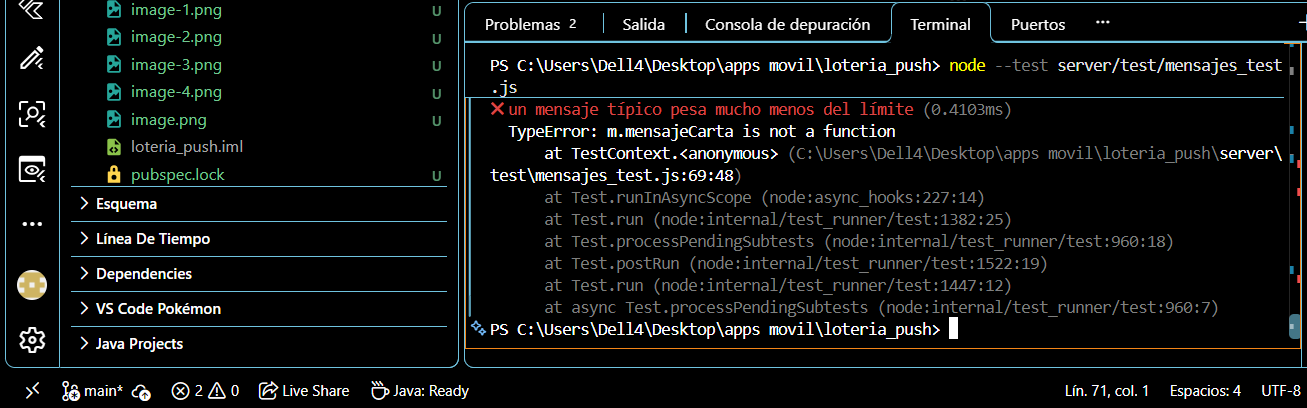 image-1.png U
image-2.png U
image-3.png U
image-4.png U
image.png U
loteria_push.iml
pubspec.lock U
Esquema
Línea De Tiempo
Dependencies
VS Code Pokémon
Java Projects
Problemas 2 Salida Consola de depuración Terminal Puertos ···
PS C:\Users\Dell4\Desktop\apps movil\loteria_push> node --test server/test/mensajes_test
.js
un mensaje típico pesa mucho menos del límite (0.4103ms)
TypeError: m.mensajeCarta is not a function
at TestContext.<anonymous> (C:\Users\Dell4\Desktop\apps movil\loteria_push\server\
test\mensajes_test.js:69:48)
at Test.runInAsyncScope (node:async_hooks:227:14)
at Test.run (node:internal/test_runner/test:1382:25)
at Test.processPendingSubtests (node:internal/test_runner/test:960:18)
at Test.postRun (node:internal/test_runner/test:1522:19)
at Test.run (node:internal/test_runner/test:1447:12)
at async Test.processPendingSubtests (node:internal/test_runner/test:960:7)
PS C:\Users\Dell4\Desktop\apps movil\loteria_push>
main* 2 0 Live Share Java: Ready Lín. 71, col. 1 Espacios: 4 UTF-8